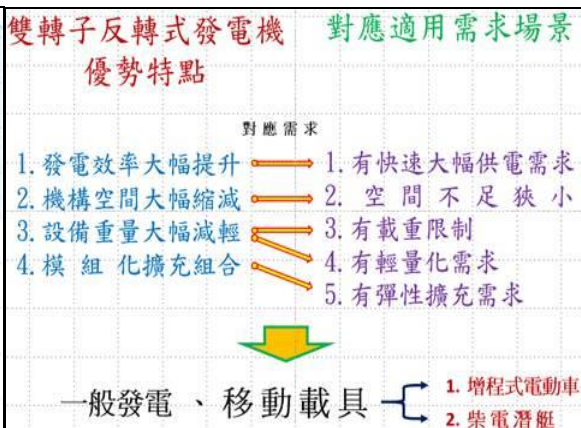 雙轉子反轉式發電機
優勢特點
對應適用需求場景
對應需求
1. 發電效率大幅提升
2. 機構空間大幅縮減
3. 設備重量大幅減輕
4. 模組化擴充組合
1. 有快速大幅供電需求
2. 空間不足狹小
3. 有載重限制
4. 有輕量化需求
5. 有彈性擴充需求
一般發電、移動載具
1. 增程式電動車
2. 柴電潛艇